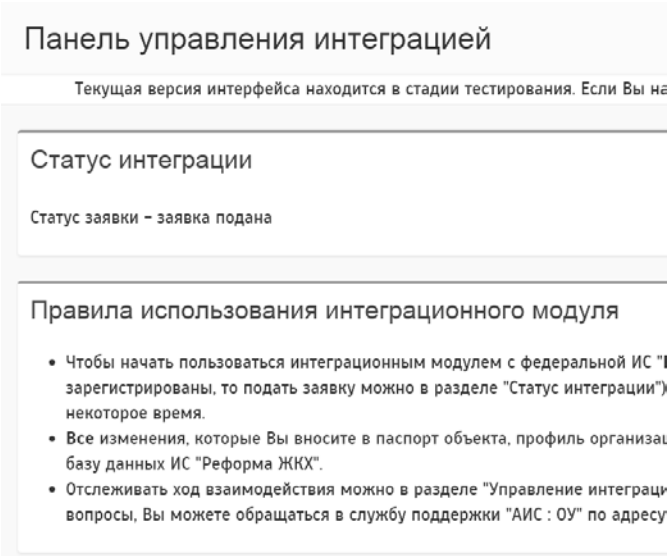 Панель управления интеграцией
Текущая версия интерфейса находится в стадии тестирования. Если Вы
Статус интеграции
Статус заявки – заявка подана
Правила использования интеграционного модуля
• Чтобы начать пользоваться интеграционным модулем с федеральной ИС "
зарегистрированы, то подать заявку можно в разделе "Статус интеграции")
некоторое время.
• Все изменения, которые Вы вносите в паспорт объекта, профиль
базу данных ИС "Реформа ЖКХ".
• Отслеживать ход взаимодействия можно в разделе "Управление
вопросы, Вы можете обращаться в службу поддержки "АИС : ОУ" по адресу